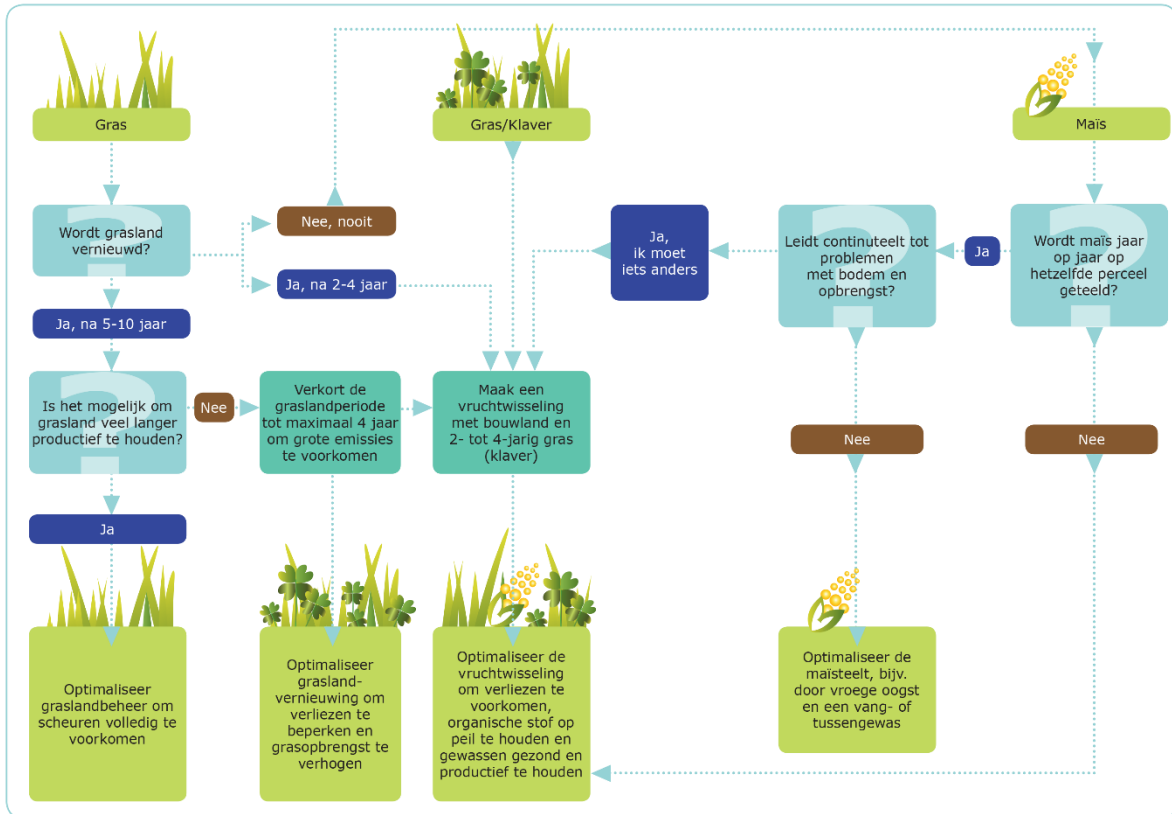 Gras
Gras/Klaver
Maïs
Wordt grasland
vernieuwd?
Nee, nooit
Ja, na 2-4 jaar
Ja,
ik moet
iets anders
Leidt continuteelt tot
problemen
met bodem en
opbrengst?
Ja
Wordt maïs jaar
op jaar op
hetzelfde perceel
geteeld?
Ja, na 5-10 jaar
Is het mogelijk om
grasland veel langer
productief te houden?
Nee
Verkort de
graslandperiode
tot maximaal 4 jaar
om grote emissies
te voorkomen
Maak een
vruchtwisseling
met bouwland en
2- tot 4-jarig gras
(klaver)
Nee
Nee
Ja
Optimaliseer
graslandbeheer om
scheuren volledig te
voorkomen
Optimaliseer
grasland-
vernieuwing om
verliezen te
beperken en
grasopbrengst te
verhogen
Optimaliseer de
vruchtwisseling
om verliezen te
voorkomen,
organische stof op
peil te houden en
gewassen gezond en
productief te houden
Optimaliseer de
maïsteelt, bijv.
door vroege oogst
en een vang- of
tussengewas